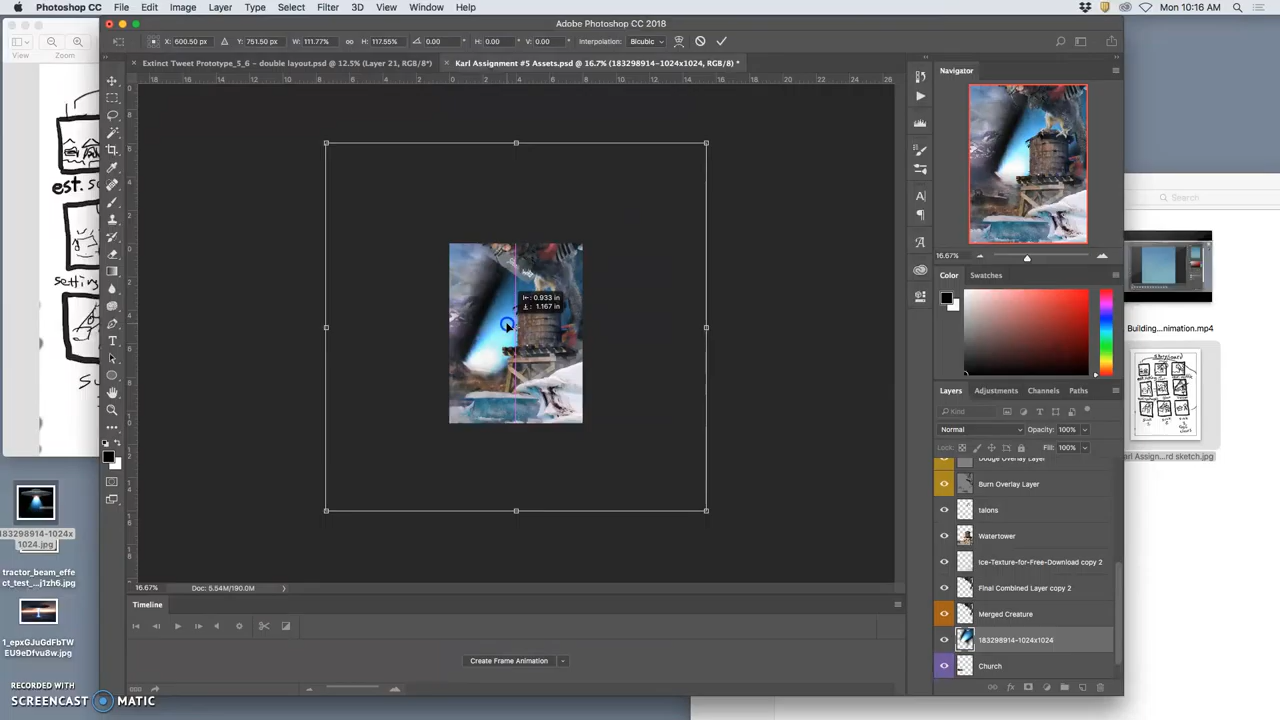 Photoshop CC File Edit Image Layer Type Select Filter 3D View Window Help
Mon 10:16 AM
Adobe Photoshop CC 2018
X: 600.50 px Y: 751.50 px W: 111.77% H: 117.55% 0.00 H: 0.00 V: 0.00 Interpolation: Bicubic
Extinct Tweet Prototype_5_6 – double layout.psd @ 12.5% (Layer 21, RGB/8*)
Karl Assignment #5 Assets.psd @ 16.7% (183298914-1024x1024, RGB/8) *
View Zoom
Navigator
Search
16.67%
Color Swatches
0.933 in
1.167 in
est. s
settin
Su
Building...nimation.mp4
Karl Assign...rd sketch.jpg
Layers Adjustments Channels Paths
Kind
Normal Opacity: 100%
Lock: Fill: 100%
Dodge Overlay Layer
Burn Overlay Layer
talons
Watertower
Ice-Texture-for-Free-Download copy 2
Final Combined Layer copy 2
Merged Creature
183298914-1024x1024
Church
183298914-1024x
1024.jpg
tractor_beam_effe
ct_test_...j1zh6.jpg
1_epxGJuGdFbTW
EU9eDfvu8w.jpg
16.67% Doc: 5.54M/190.0M
Timeline
Create Frame Animation
RECORDED WITH
SCREENCAST MATIC